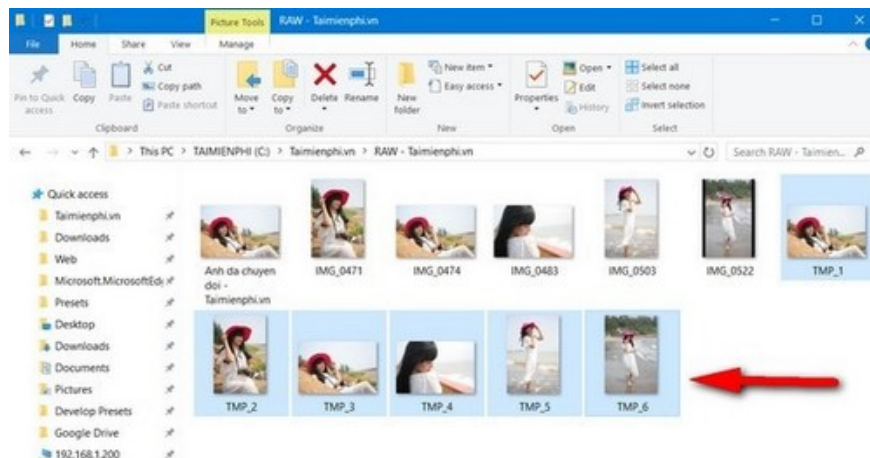 Picture Tools RAW - Taimienphi.vn
File Home Share View Manage
Pin to Quick access
Copy
Paste
Cut
Copy path
Paste shortcut
Clipboard
Move to
Copy to
Delete
Rename
Organize
New folder
New item
Easy access
New
Properties
Open
Edit
History
Open
Select all
Select none
Invert selection
Select
This PC > TAIMIENPHI (C:) > Taimienphi.vn > RAW - Taimienphi.vn
Search RAW - Taimien...
Quick access
Taimienphi.vn
Downloads
Web
Microsoft.MicrosoftEdg
Presets
Desktop
Downloads
Documents
Pictures
Develop Presets
Google Drive
192.168.1.200
Anh da chuyen
doi -
Taimienphi.vn
IMG_0471
IMG_0474
IMG_0483
IMG_0503
IMG_0522
TMP_1
TMP_2
TMP_3
TMP_4
TMP_5
TMP_6